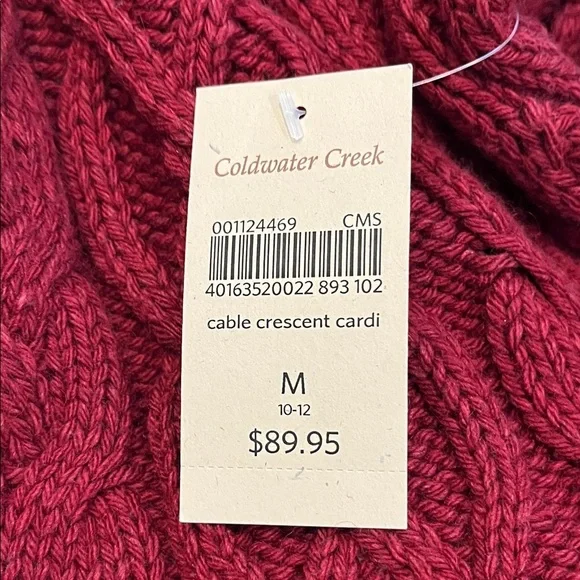 Coldwater Creek
001124469 CMS
40163520022 893 102
cable crescent cardi
M
10-12
$89.95